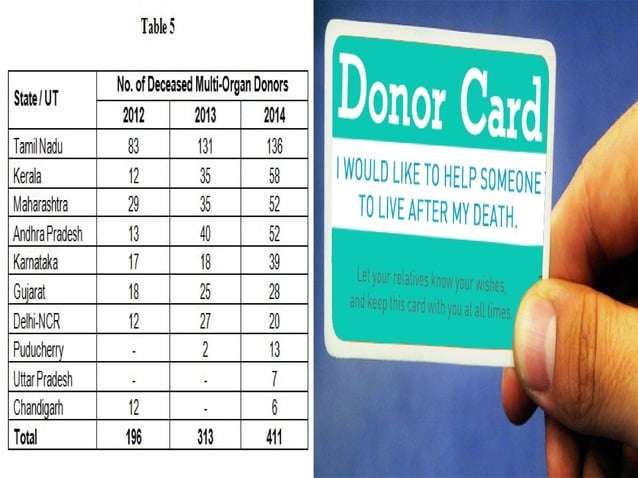 Table 5
State / UT No. of Deceased Multi-Organ Donors
2012 2013 2014
Tamil Nadu 83 131 136
Kerala 12 35 58
Maharashtra 29 35 52
Andhra Pradesh 13 40 52
Karnataka 17 18 39
Gujarat 18 25 28
Delhi-NCR 12 27 20
Puducherry - 2 13
Uttar Pradesh - - 7
Chandigarh 12 - 6
Total 196 313 411
Donor Card
I WOULD LIKE TO HELP SOMEONE
TO LIVE AFTER MY DEATH.
Let your relatives know your wishes,
and keep this card with you at all times.